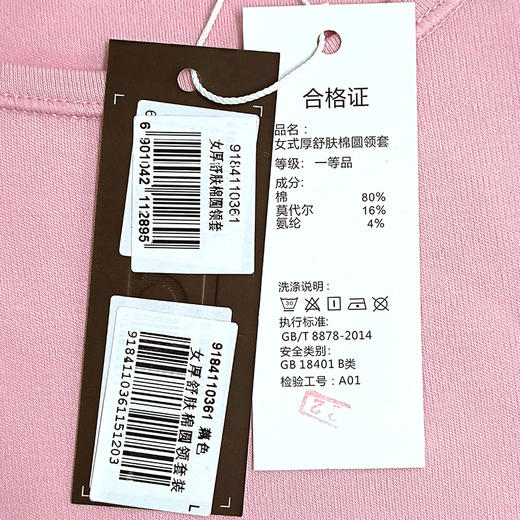 9184110361
女厚舒肤棉圆领套
6 901042 112895
9184110361 藕色
女厚舒肤棉圆领套装
9184110361151203
L
合格证
品名:
女式厚舒肤棉圆领套
等级: 一等品
成分:
棉 80%
莫代尔 16%
氨纶 4%
洗涤说明:
30
执行标准:
GB/T 8878-2014
安全类别:
GB 18401 B类
检验工号: A01